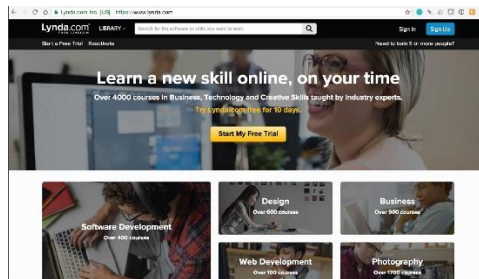 Lynda.com Inc [US] https://www.lynda.com
Lynda.com LIBRARY Search for the software or skills you want to learn Sign in Sign Up
FROM LINKEDIN
Start a Free Trial Reactivate Need to train 5 or more people?
Learn a new skill online, on your time
Over 4000 courses in Business, Technology and Creative Skills taught by industry experts.
Try Lynda.com free for 10 days.
Start My Free Trial
Software Development
Over 400 courses
Design
Over 600 courses
Business
Over 900 courses
Web Development
Over 100 courses
Photography
Over 1700 courses